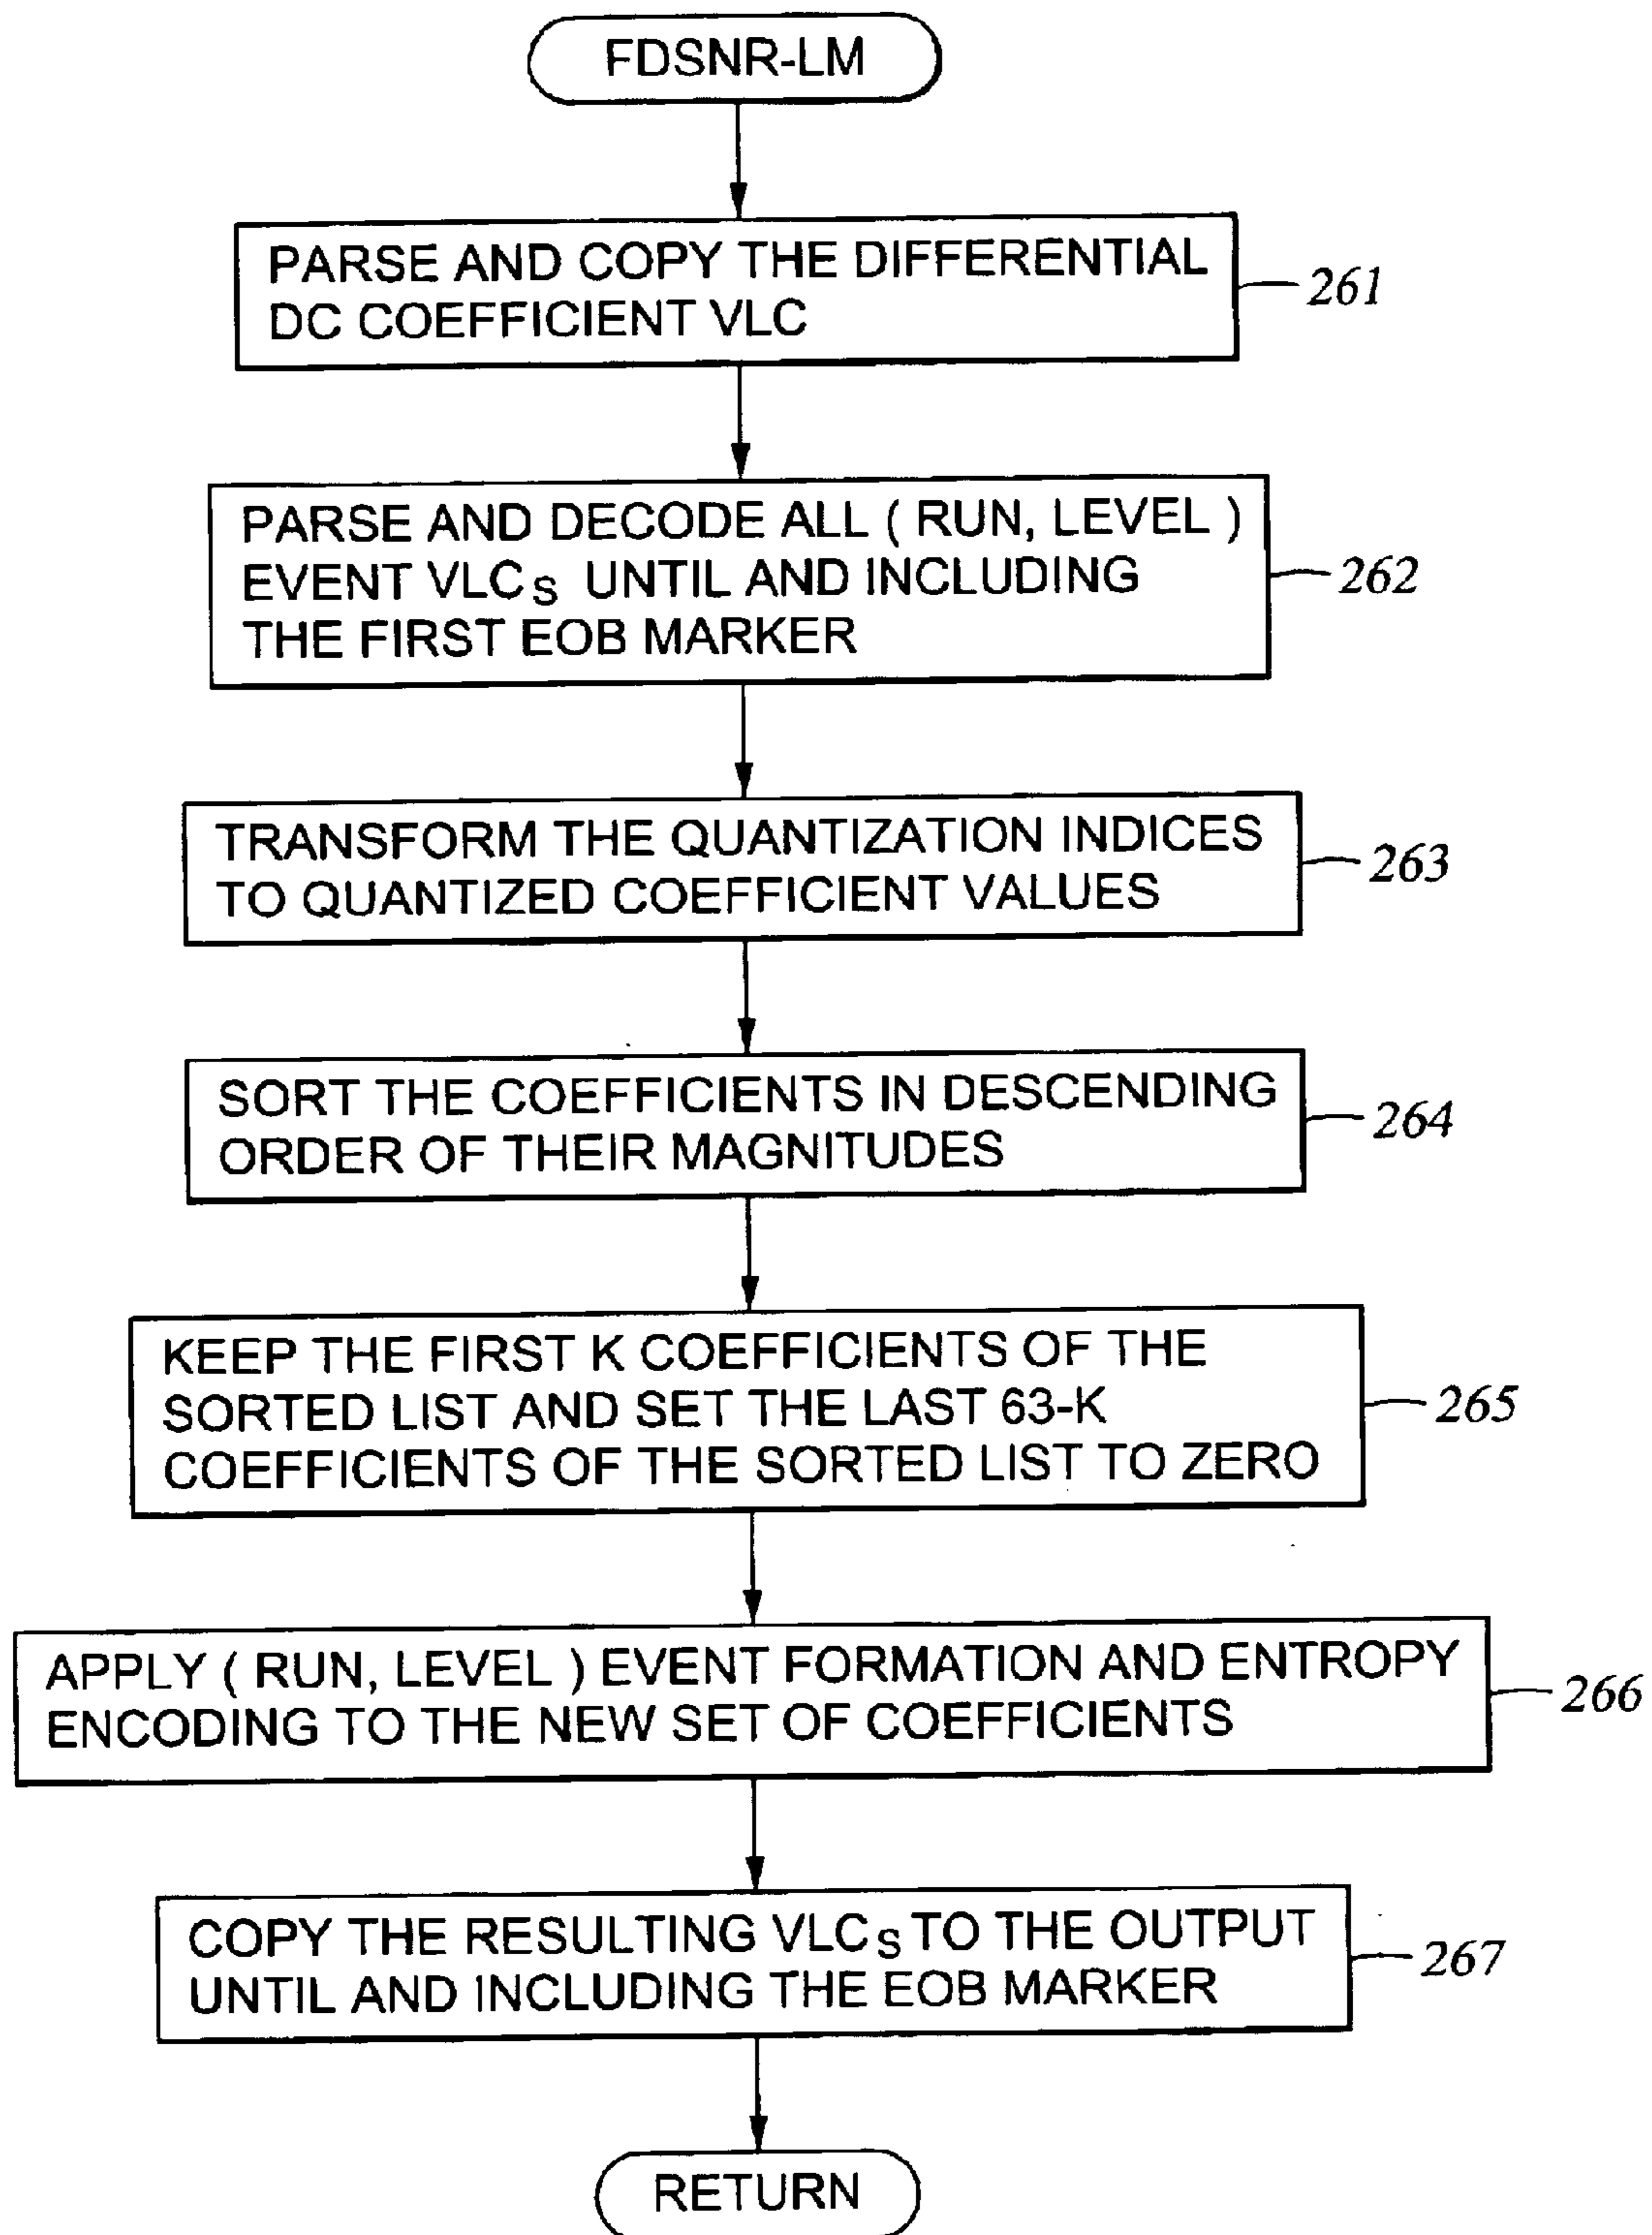 FDSNR-LM
PARSE AND COPY THE DIFFERENTIAL
DC COEFFICIENT VLC
261
PARSE AND DECODE ALL ( RUN, LEVEL )
EVENT VLCS UNTIL AND INCLUDING
THE FIRST EOB MARKER
262
TRANSFORM THE QUANTIZATION INDICES
TO QUANTIZED COEFFICIENT VALUES
263
SORT THE COEFFICIENTS IN DESCENDING
ORDER OF THEIR MAGNITUDES
264
KEEP THE FIRST K COEFFICIENTS OF THE
SORTED LIST AND SET THE LAST 63-K
COEFFICIENTS OF THE SORTED LIST TO ZERO
265
APPLY ( RUN, LEVEL ) EVENT FORMATION AND ENTROPY
ENCODING TO THE NEW SET OF COEFFICIENTS
266
COPY THE RESULTING VLCS TO THE OUTPUT
UNTIL AND INCLUDING THE EOB MARKER
267
RETURN